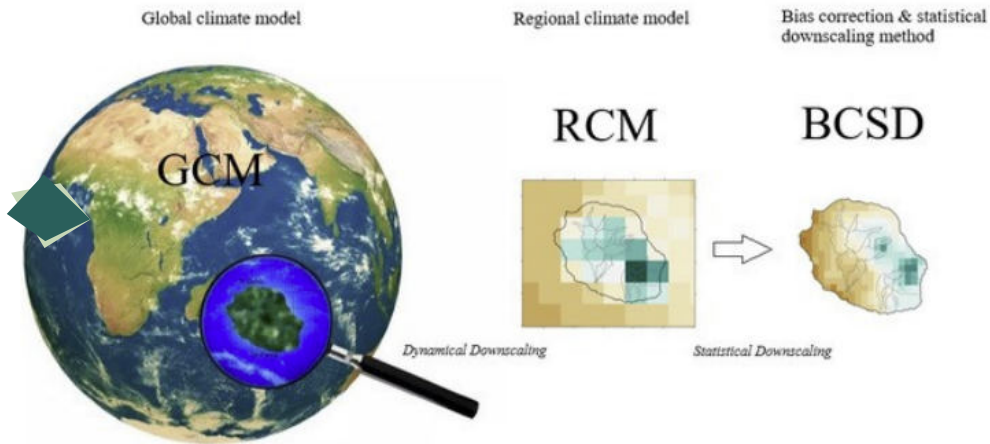 Global climate model
Regional climate model
Bias correction & statistical
downscaling method
GCM
RCM
BCSD
Dynamical Downscaling
Statistical Downscaling